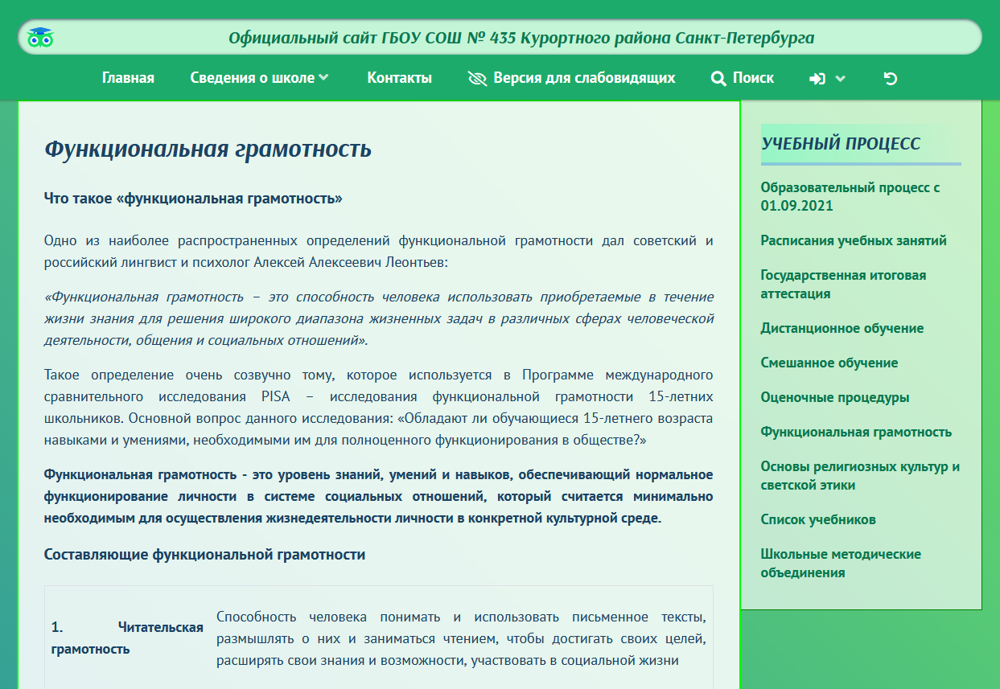 Официальный сайт ГБОУ СОШ № 435 Курортного района Санкт-Петербурга
Главная Сведения о школе Контакты Версия для слабовидящих Поиск
Функциональная грамотность
Что такое «функциональная грамотность»
Одно из наиболее распространенных определений функциональной грамотности дал советский и
российский лингвист и психолог Алексей Алексеевич Леонтьев:
«Функциональная грамотность – это способность человека использовать приобретаемые в течение
жизни знания для решения широкого диапазона жизненных задач в различных сферах человеческой
деятельности, общения и социальных отношений».
Такое определение очень созвучно тому, которое используется в Программе международного
сравнительного исследования PISA – исследования функциональной грамотности 15-летних
школьников. Основной вопрос данного исследования: «Обладают ли обучающиеся 15-летнего возраста
навыками и умениями, необходимыми им для полноценного функционирования в обществе?»
Функциональная грамотность - это уровень знаний, умений и навыков, обеспечивающий нормальное
функционирование личности в системе социальных отношений, который считается минимально
необходимым для осуществления жизнедеятельности личности в конкретной культурной среде.
Составляющие функциональной грамотности
1. Читательская
грамотность
Способность человека понимать и использовать письменное тексты,
размышлять о них и заниматься чтением, чтобы достигать своих целей,
расширять свои знания и возможности, участвовать в социальной жизни
УЧЕБНЫЙ ПРОЦЕСС
Образовательный процесс с
01.09.2021
Расписания учебных занятий
Государственная итоговая
аттестация
Дистанционное обучение
Смешанное обучение
Оценочные процедуры
Функциональная грамотность
Основы религиозных культур и
светской этики
Список учебников
Школьные методические
объединения